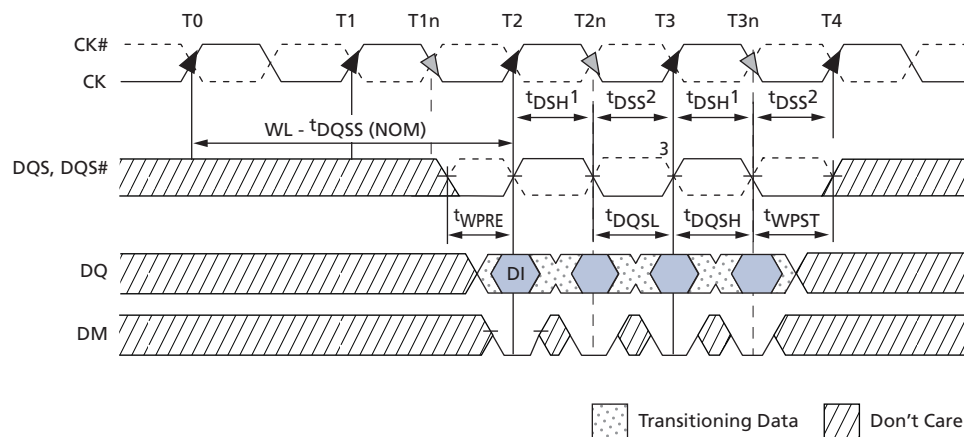 T0 T1 T1n T2 T2n T3 T3n T4
CK#
CK
tDSH1 tDSS2 tDSH1 tDSS2
WL - tDQSS (NOM)
3
DQS, DQS#
tWPRE tDQSL tDQSH tWPST
DQ DI
DM
Transitioning Data Don't Care